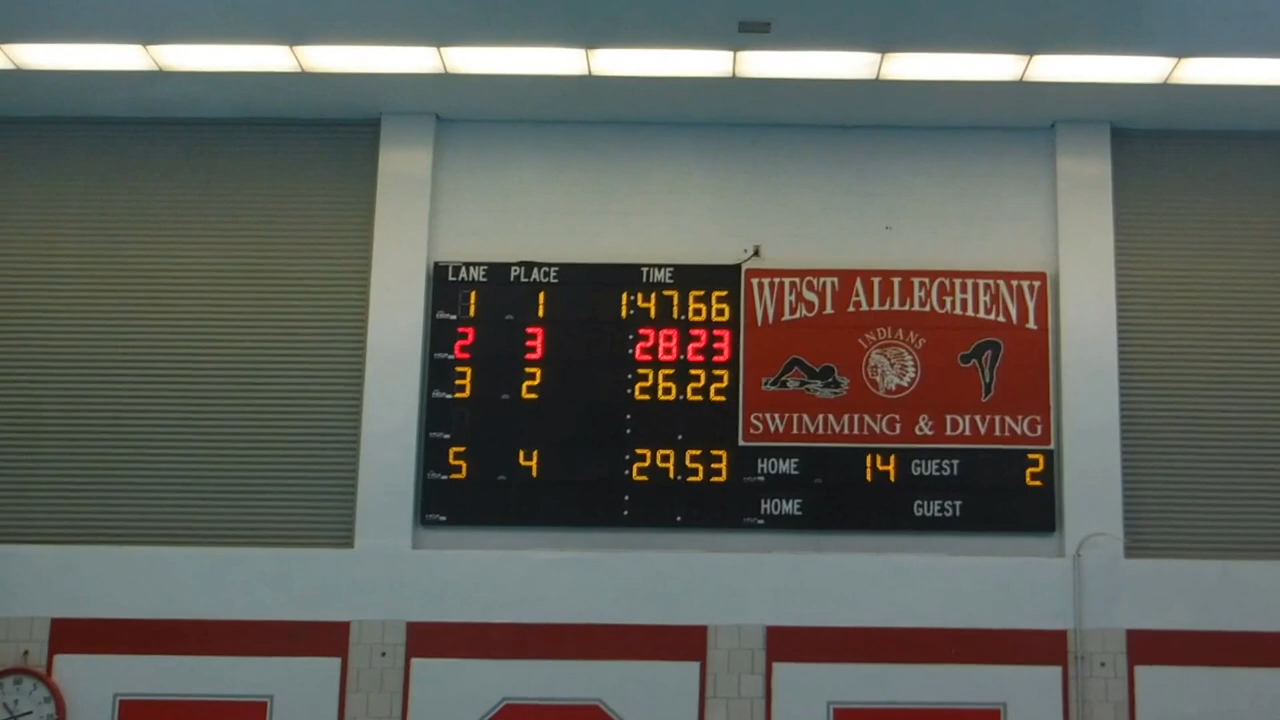 LANE PLACE TIME
1 1 1:47.66
2 3 :28.23
3 2 :26.22
5 4 :29.53
WEST ALLEGHENY
INDIANS
SWIMMING & DIVING
HOME 14 GUEST 2
HOME GUEST